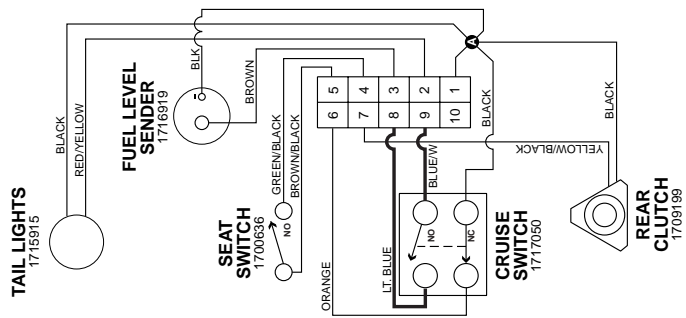 TAIL LIGHTS
1715915
BLACK
RED/YELLOW
FUEL LEVEL
SENDER
1716919
I
BLK
BROWN
A
SEAT
SWITCH
1700636
NO
GREEN/BLACK
BROWN/BLACK
5 4 3 2 1
6 7 8 9 10
ORANGE
LT. BLUE
BLUE/W
BLACK
YELLOW/BLACK
BLACK
NO
NC
CRUISE
SWITCH
1717050
REAR
CLUTCH
1709199